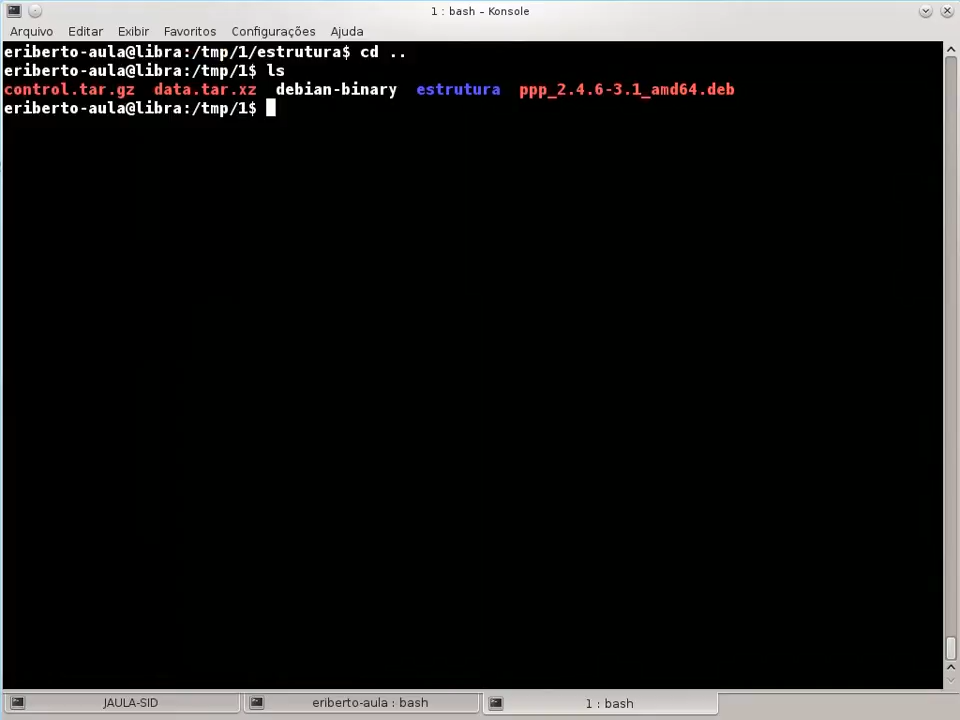 1 : bash – Konsole
Arquivo Editar Exibir Favoritos Configurações Ajuda
eriberto-aula@libra:/tmp/1/estrutura$ cd ..
eriberto-aula@libra:/tmp/1$ ls
control.tar.gz data.tar.xz debian-binary estrutura ppp_2.4.6-3.1_amd64.deb
eriberto-aula@libra:/tmp/1$
JAULA-SID eriberto-aula : bash 1 : bash